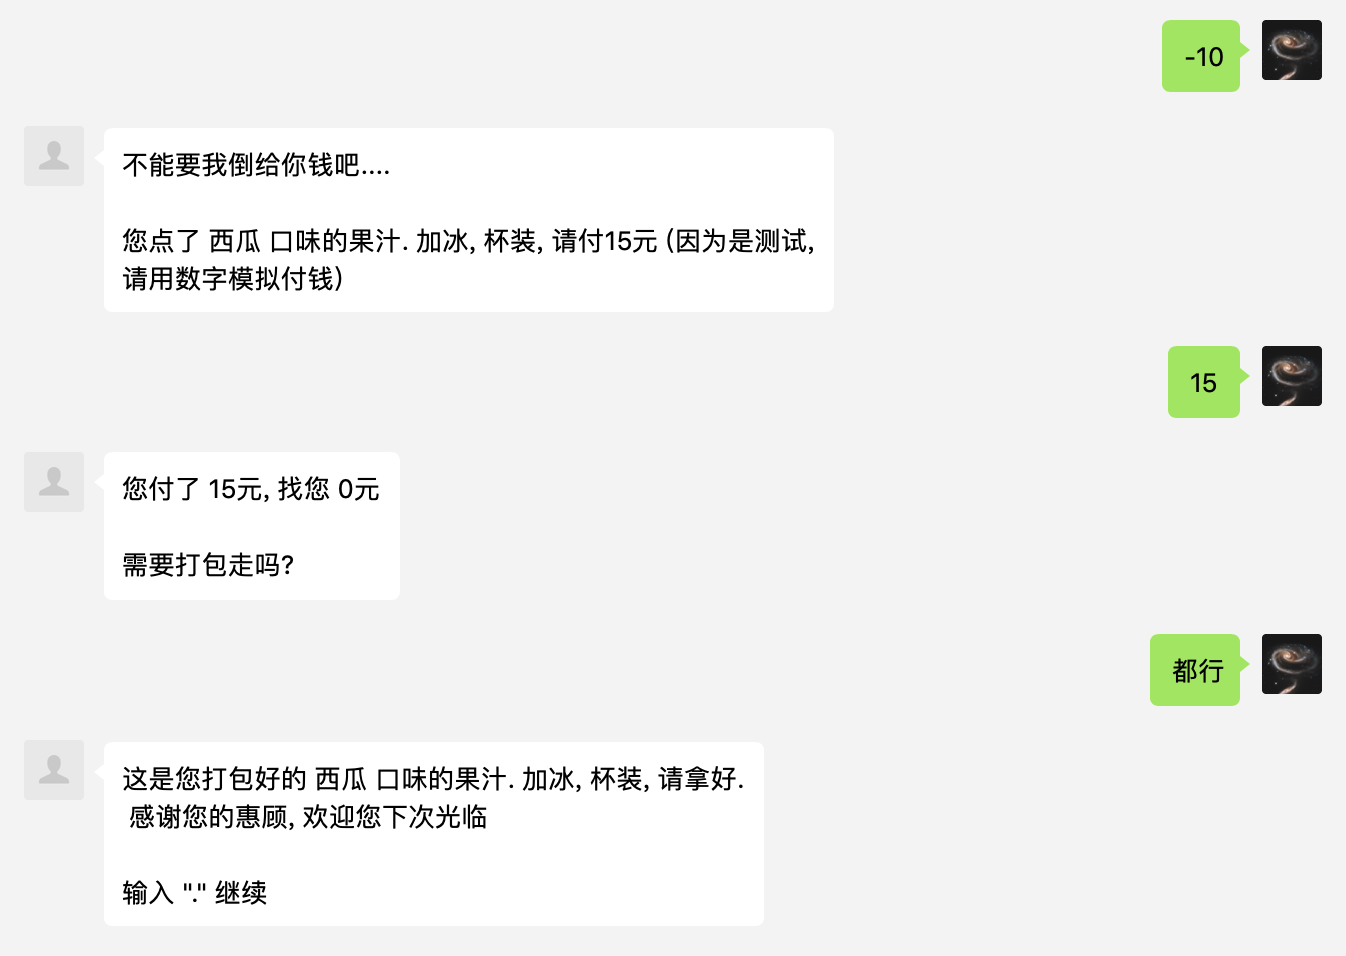 -10
不能要我倒给你钱吧....
您点了 西瓜 口味的果汁. 加冰, 杯装, 请付15元 (因为是测试,
请用数字模拟付钱)
15
您付了 15元, 找您 0元
需要打包走吗?
都行
这是您打包好的 西瓜 口味的果汁. 加冰, 杯装, 请拿好.
感谢您的惠顾, 欢迎您下次光临
输入 "." 继续